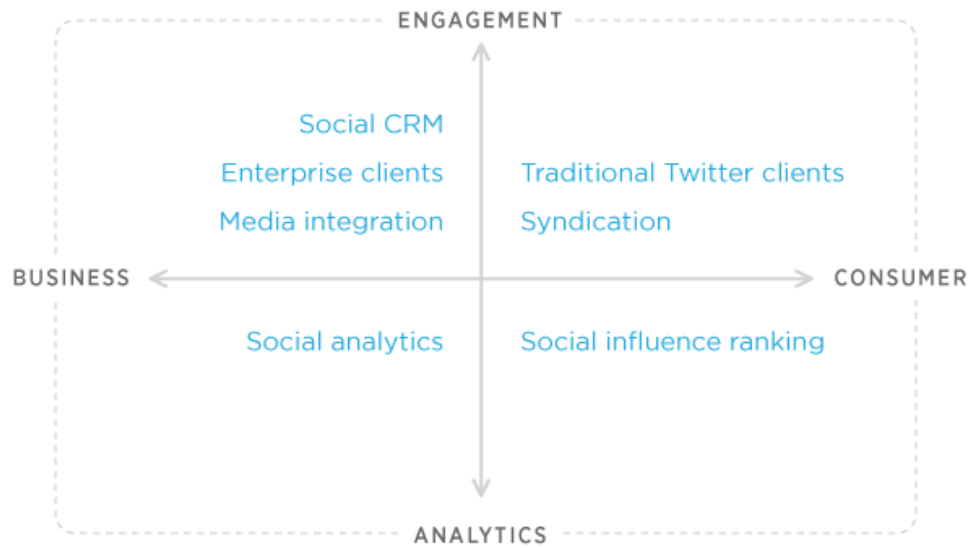 ENGAGEMENT
Social CRM
Enterprise clients
Traditional Twitter clients
Media integration
Syndication
BUSINESS
CONSUMER
Social analytics
Social influence ranking
ANALYTICS